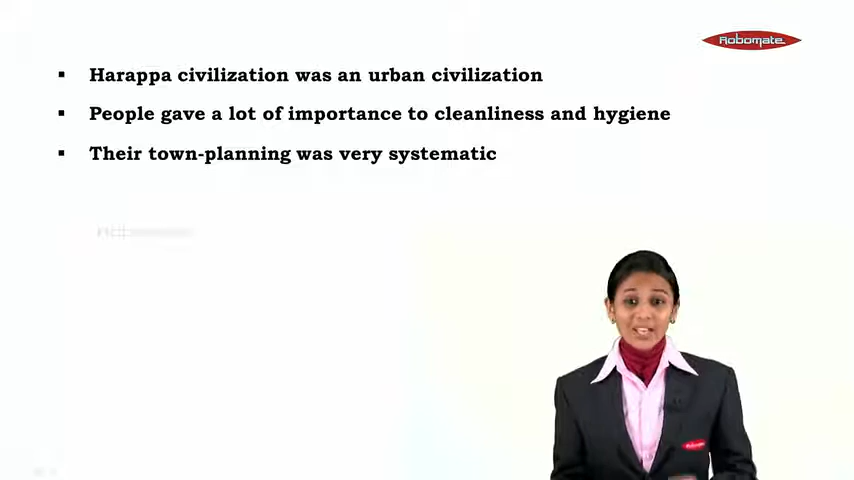 Robomate
Harappa civilization was an urban civilization
People gave a lot of importance to cleanliness and hygiene
Their town-planning was very systematic
Robomate